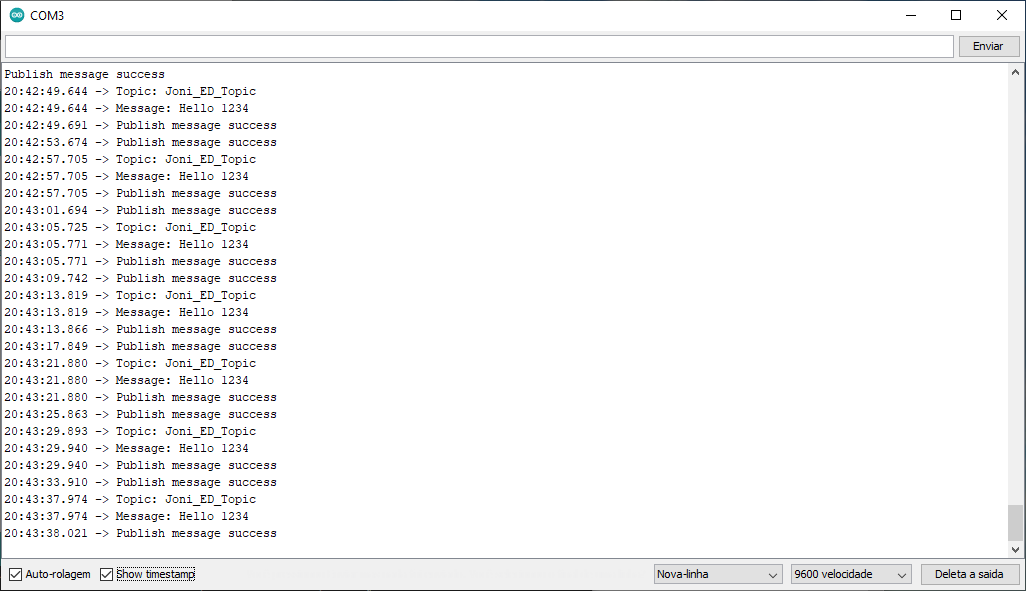 COM3
Enviar
Publish message success
20:42:49.644 -> Topic: Joni_ED_Topic
20:42:49.644 -> Message: Hello 1234
20:42:49.691 -> Publish message success
20:42:53.674 -> Publish message success
20:42:57.705 -> Topic: Joni_ED_Topic
20:42:57.705 -> Message: Hello 1234
20:42:57.705 -> Publish message success
20:43:01.694 -> Publish message success
20:43:05.725 -> Topic: Joni_ED_Topic
20:43:05.771 -> Message: Hello 1234
20:43:05.771 -> Publish message success
20:43:09.742 -> Publish message success
20:43:13.819 -> Topic: Joni_ED_Topic
20:43:13.819 -> Message: Hello 1234
20:43:13.866 -> Publish message success
20:43:17.849 -> Publish message success
20:43:21.880 -> Topic: Joni_ED_Topic
20:43:21.880 -> Message: Hello 1234
20:43:21.880 -> Publish message success
20:43:25.863 -> Publish message success
20:43:29.893 -> Topic: Joni_ED_Topic
20:43:29.940 -> Message: Hello 1234
20:43:29.940 -> Publish message success
20:43:33.910 -> Publish message success
20:43:37.974 -> Topic: Joni_ED_Topic
20:43:37.974 -> Message: Hello 1234
20:43:38.021 -> Publish message success
Auto-rolagem Show timestamp Nova-linha 9600 velocidade Deleta a saida